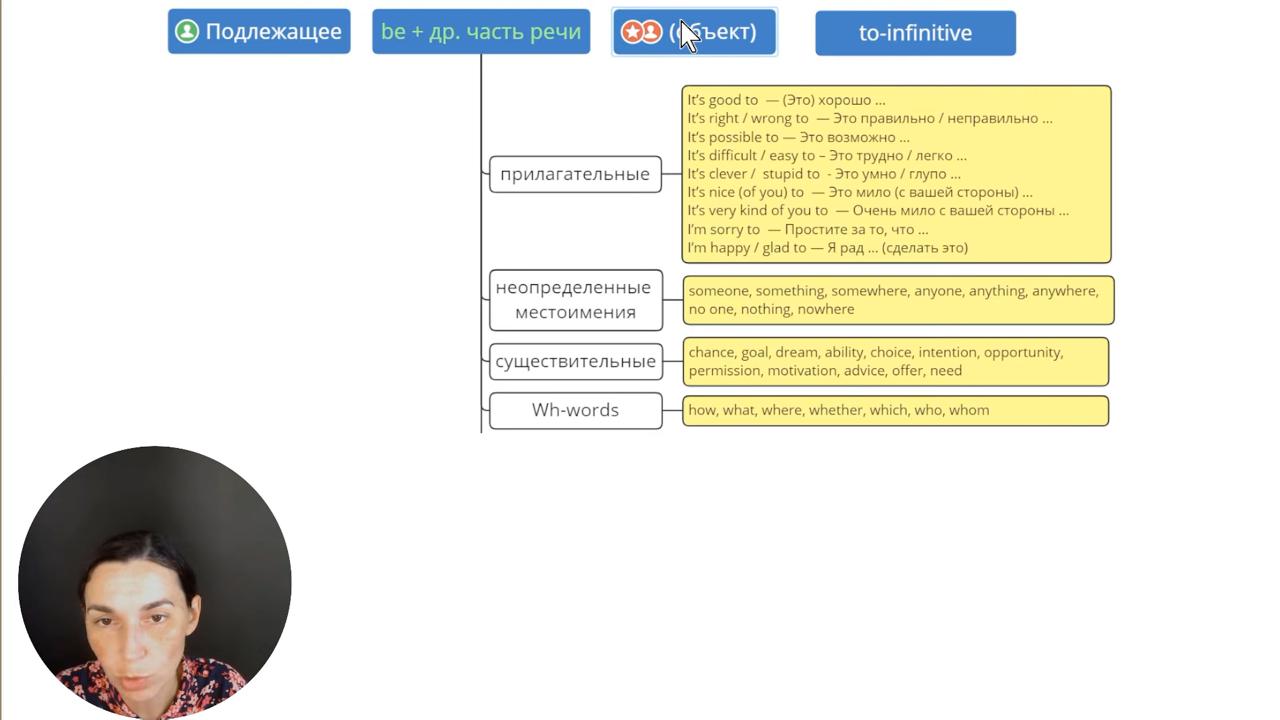 Подлежащее
be + др. часть речи
(объект)
to-infinitive
прилагательные
It's good to — (Это) хорошо ...
It's right / wrong to — Это правильно / неправильно ...
It's possible to — Это возможно ...
It's difficult / easy to – Это трудно / легко ...
It's clever / stupid to - Это умно / глупо ...
It's nice (of you) to — Это мило (с вашей стороны) ...
It's very kind of you to — Очень мило с вашей стороны ...
I'm sorry to — Простите за то, что ...
I'm happy / glad to — Я рад ... (сделать это)
неопределенные
местоимения
someone, something, somewhere, anyone, anything, anywhere,
no one, nothing, nowhere
существительные
chance, goal, dream, ability, choice, intention, opportunity,
permission, motivation, advice, offer, need
Wh-words
how, what, where, whether, which, who, whom